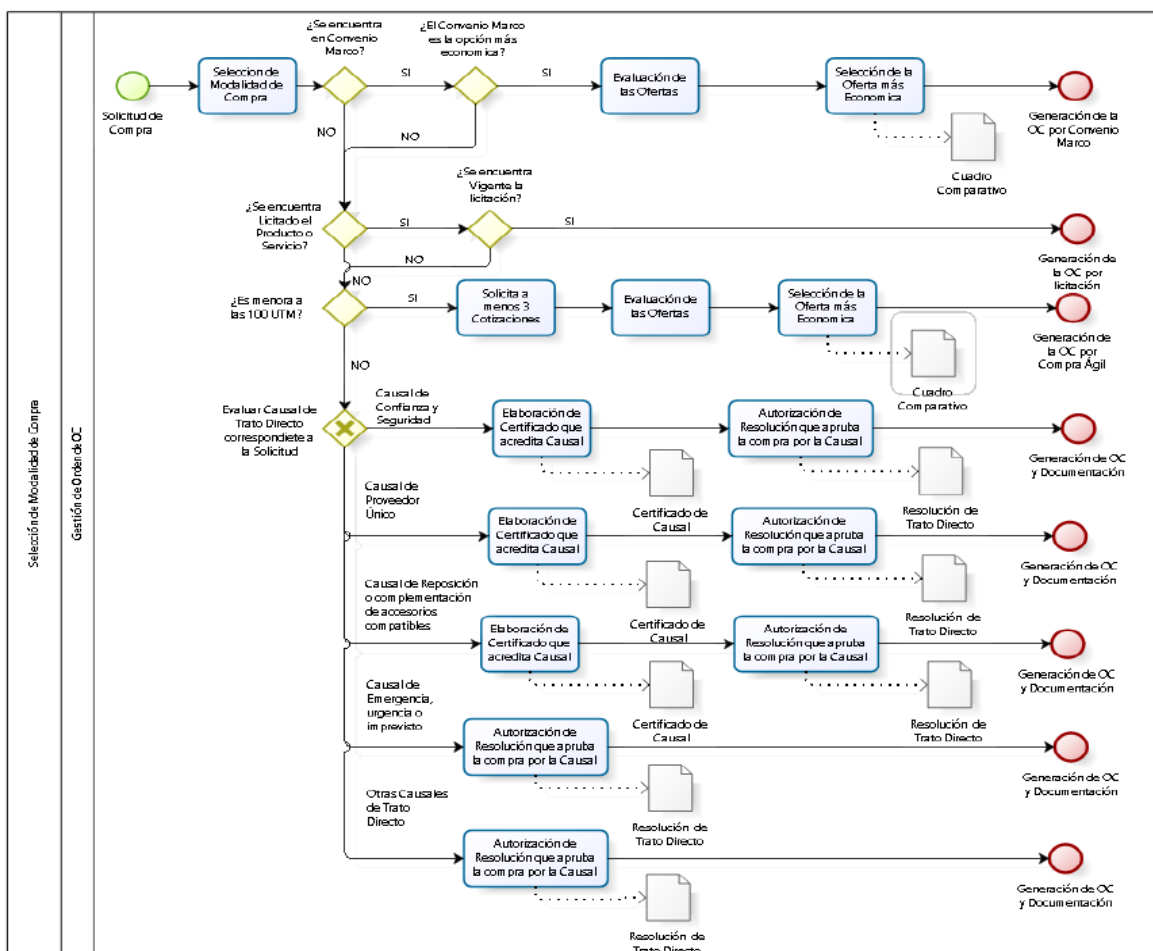 Selección de Modalidad de Compra
Gestión de Orden de OC
Solicitud de
Compra
Seleccion de
Modalidad de
Compra
¿Se encuentra
en Convenio
Marco?
SI
NO
¿El Convenio Marco
es la opción más
economica?
SI
NO
Evaluación de
las Ofertas
Selección de la
Oferta más
Economica
Cuadro
Comparativo
Generación de la
OC por Convenio
Marco
¿Se encuentra
Licitado el
Producto o
Servicio?
SI
NO
¿Se encuentra
Vigente la
licitación?
SI
NO
Generación de
la OC por
licitación
¿Es menor a
las 100 UTM?
SI
NO
Solicita a
menos 3
Cotizaciones
Evaluación de
las Ofertas
Selección de la
Oferta más
Economica
Cuadro
Comparativo
Generación de
la OC por
Compra Ágil
Evaluar Causal de
Trato Directo
correspondiete a
la Solicitud
Causal de
Confianza y
Seguridad
Elaboración de
Certificado que
acredita Causal
Certificado de
Causal
Autorización de
Resolución que apruba
la compra por la Causal
Resolución de
Trato Directo
Generación de OC
y Documentación
Causal de
Proveedor
Único
Elaboración de
Certificado que
acredita Causal
Certificado de
Causal
Autorización de
Resolución que apruba
la compra por la Causal
Resolución de
Trato Directo
Generación de OC
y Documentación
Causal de Reposición
o complementación
de accesorios
compatibles
Elaboración de
Certificado que
acredita Causal
Certificado de
Causal
Autorización de
Resolución que apruba
la compra por la Causal
Resolución de
Trato Directo
Generación de OC
y Documentación
Causal de
Emergencia,
urgencia o
imprevisto
Autorización de
Resolución que apruba
la compra por la Causal
Resolución de
Trato Directo
Generación de OC
y Documentación
Otras Causales
de Trato
Directo
Autorización de
Resolución que apruba
la compra por la Causal
Resolución de
Trato Directo
Generación de OC
y Documentación